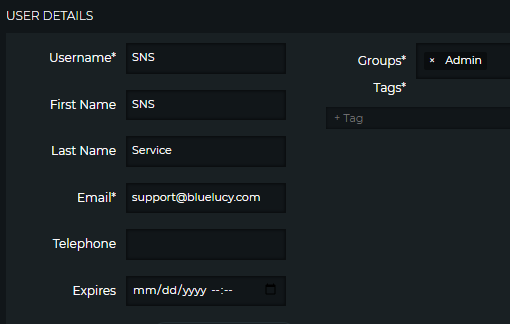 USER DETAILS
Username* SNS
First Name SNS
Last Name Service
Email* support@bluelucy.com
Telephone
Expires mm/dd/yyyy --:--
Groups* × Admin
Tags*
+ Tag